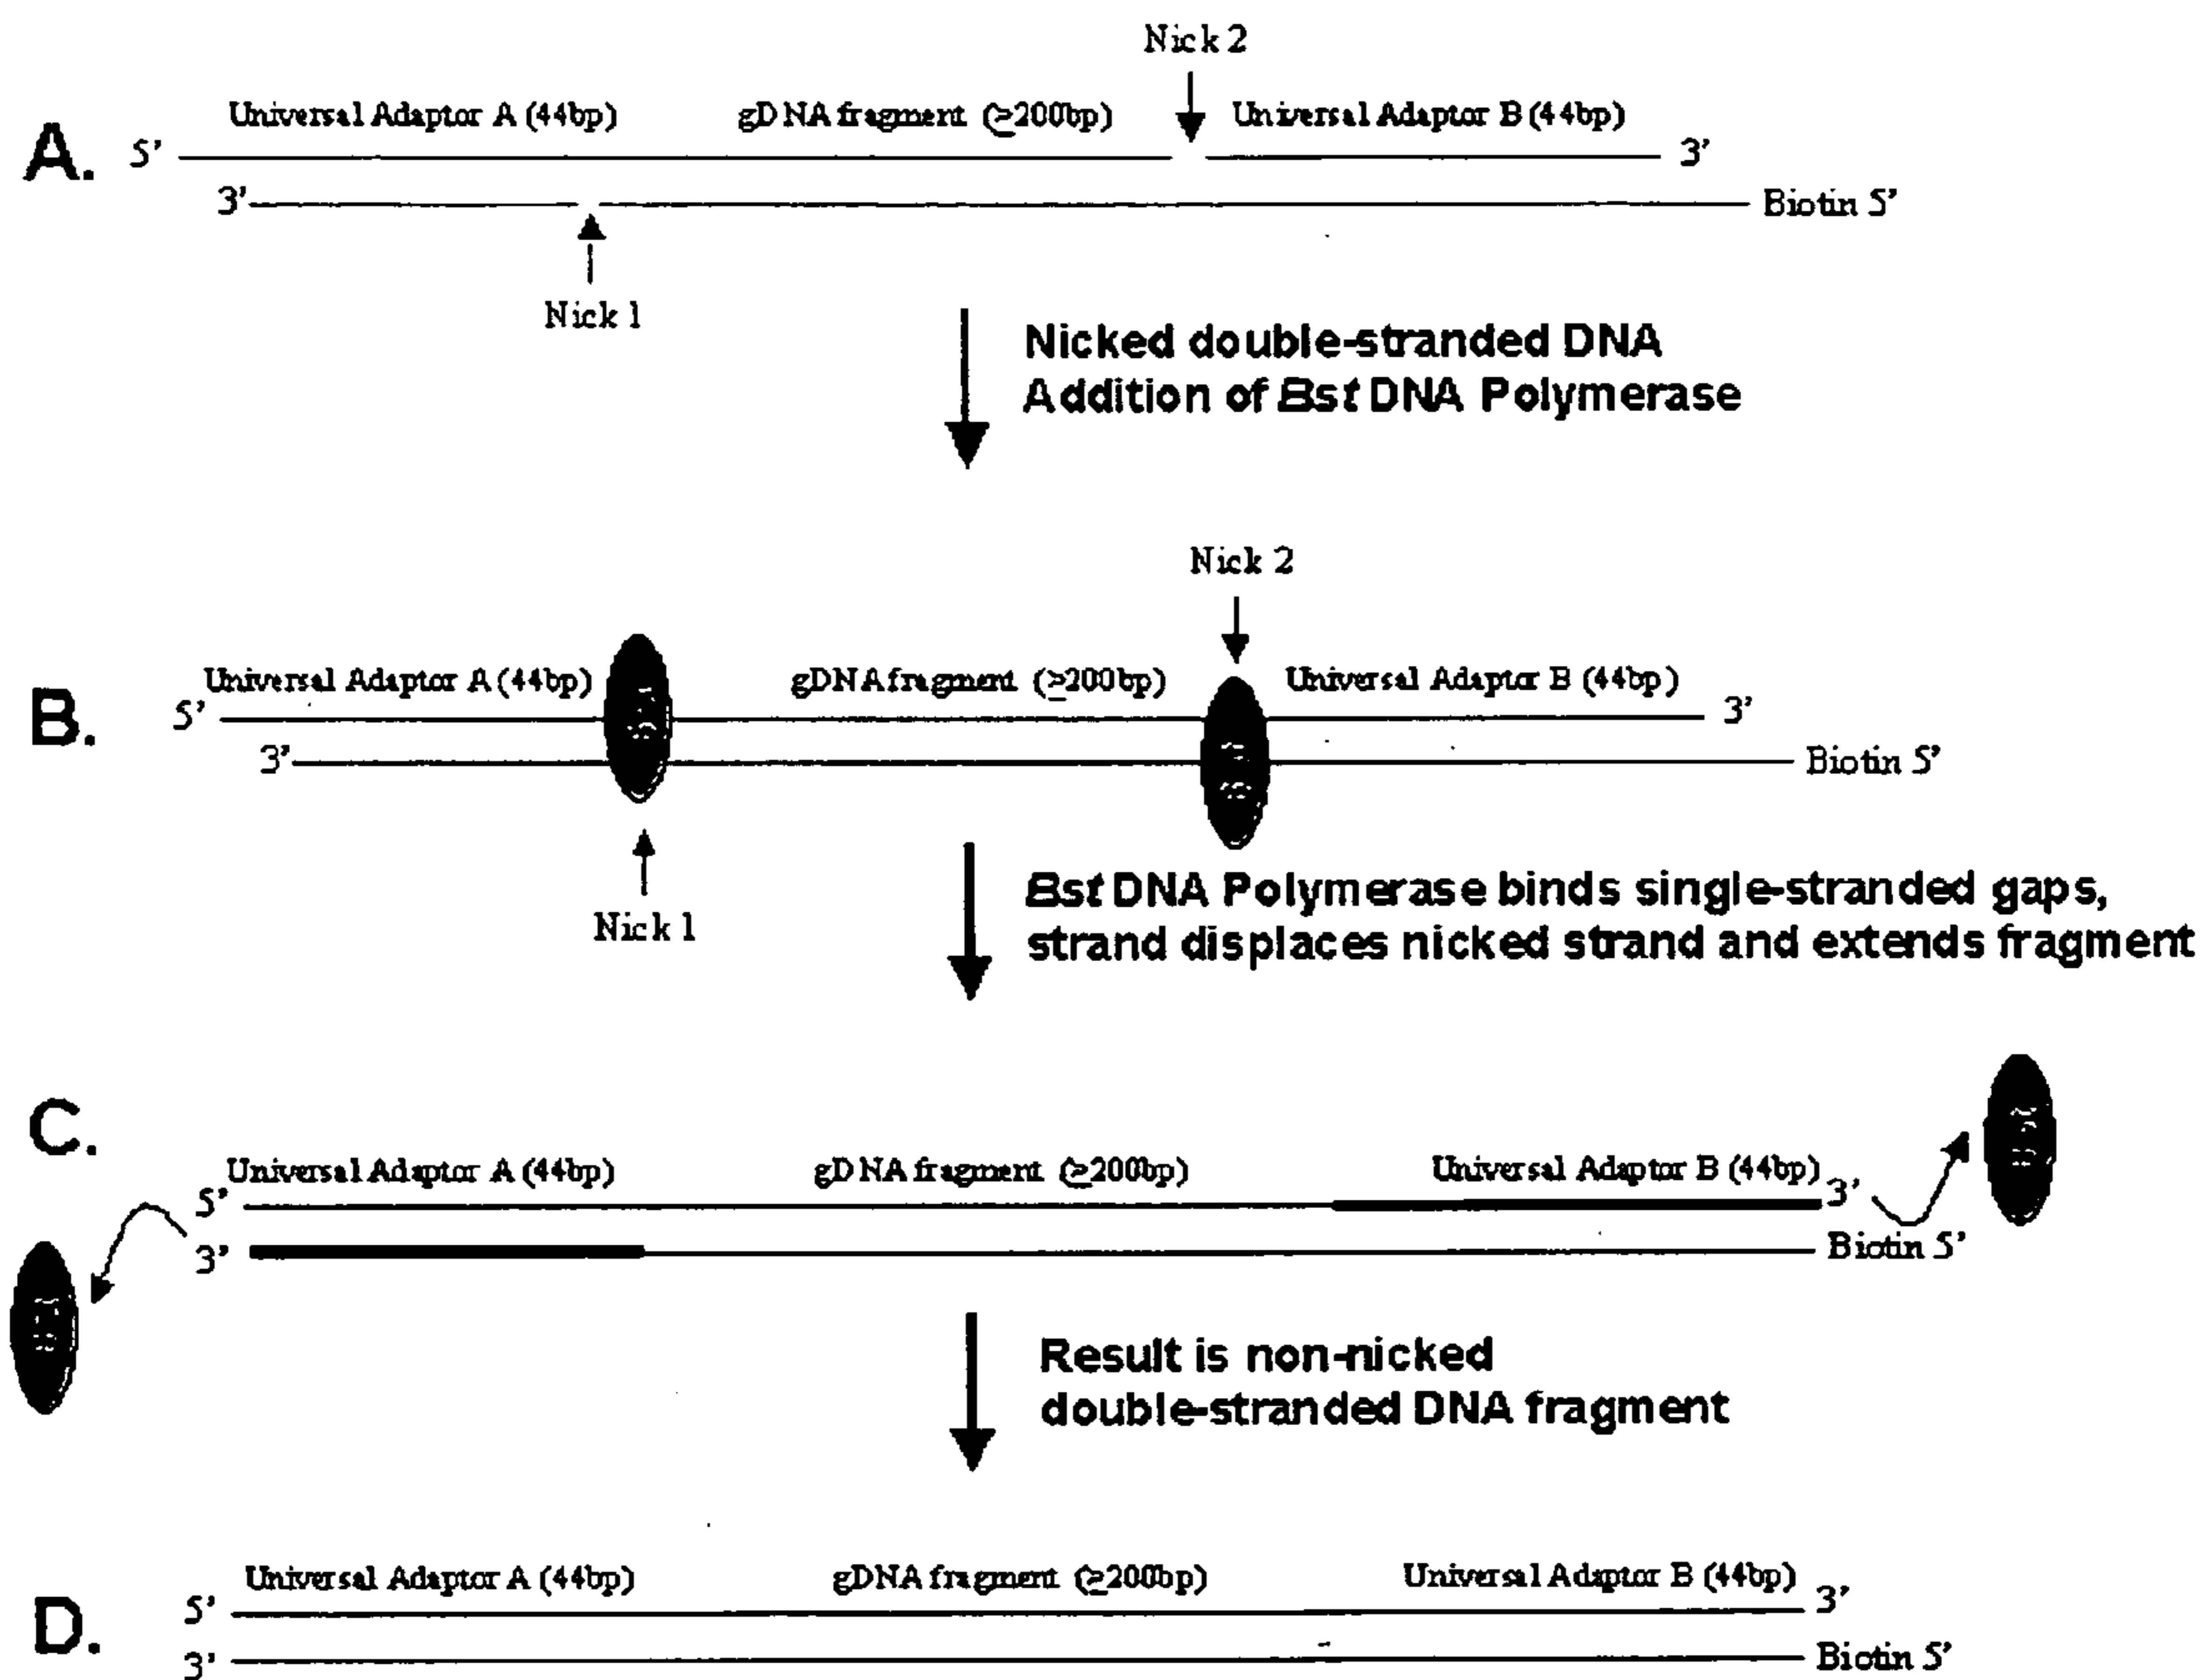 Nick 2
Universal Adaptor A (44bp) gDNA fragment (≥200bp) Universal Adaptor B (44bp)
A. 5' 3'
3' Biotin 5'
Nick 1
Nicked double-stranded DNA
Addition of Bst DNA Polymerase
Nick 2
Universal Adaptor A (44bp) gDNA fragment (≥200bp) Universal Adaptor B (44bp)
B. 5' 3'
3' Biotin 5'
Nick 1
Bst DNA Polymerase binds single-stranded gaps,
strand displaces nicked strand and extends fragment
C.
Universal Adaptor A (44bp) gDNA fragment (≥200bp) Universal Adaptor B (44bp)
5' 3'
3' Biotin 5'
Result is non-nicked
double-stranded DNA fragment
Universal Adaptor A (44bp) gDNA fragment (≥200bp) Universal Adaptor B (44bp)
D. 5' 3'
3' Biotin 5'